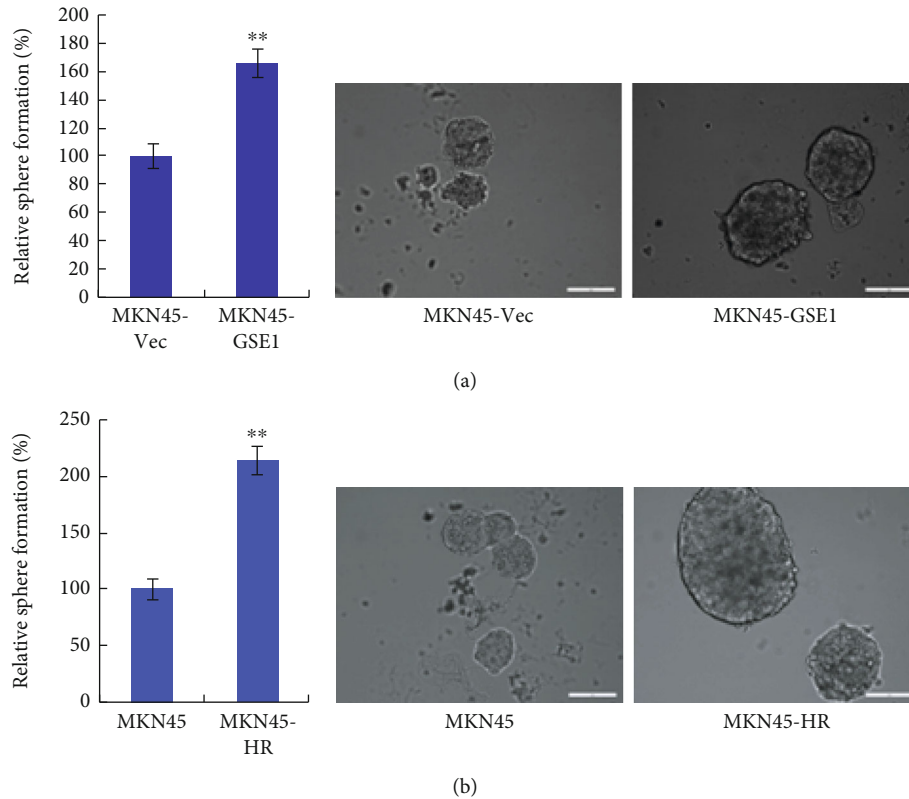 Relative sphere formation (%)
200
180
160
140
120
100
80
60
40
20
0
**
MKN45-
Vec
MKN45-
GSE1
MKN45-Vec
MKN45-GSE1
(a)
Relative sphere formation (%)
250
200
150
100
50
0
**
MKN45
MKN45-
HR
MKN45
MKN45-HR
(b)